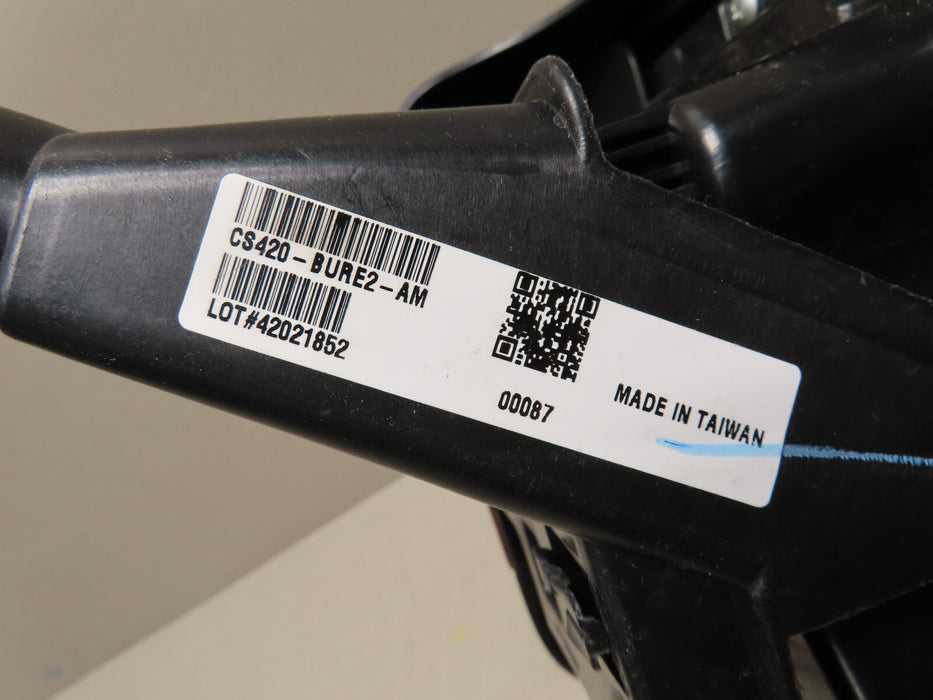 CS420-BURE2-AM
LOT#42021852
00087
MADE IN TAIWAN